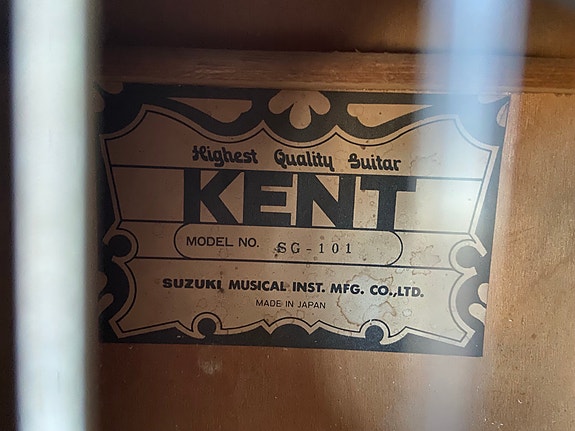 Highest Quality Guitar
KENT
MODEL NO. SG-101
SUZUKI MUSICAL INST. MFG. CO.,LTD.
MADE IN JAPAN